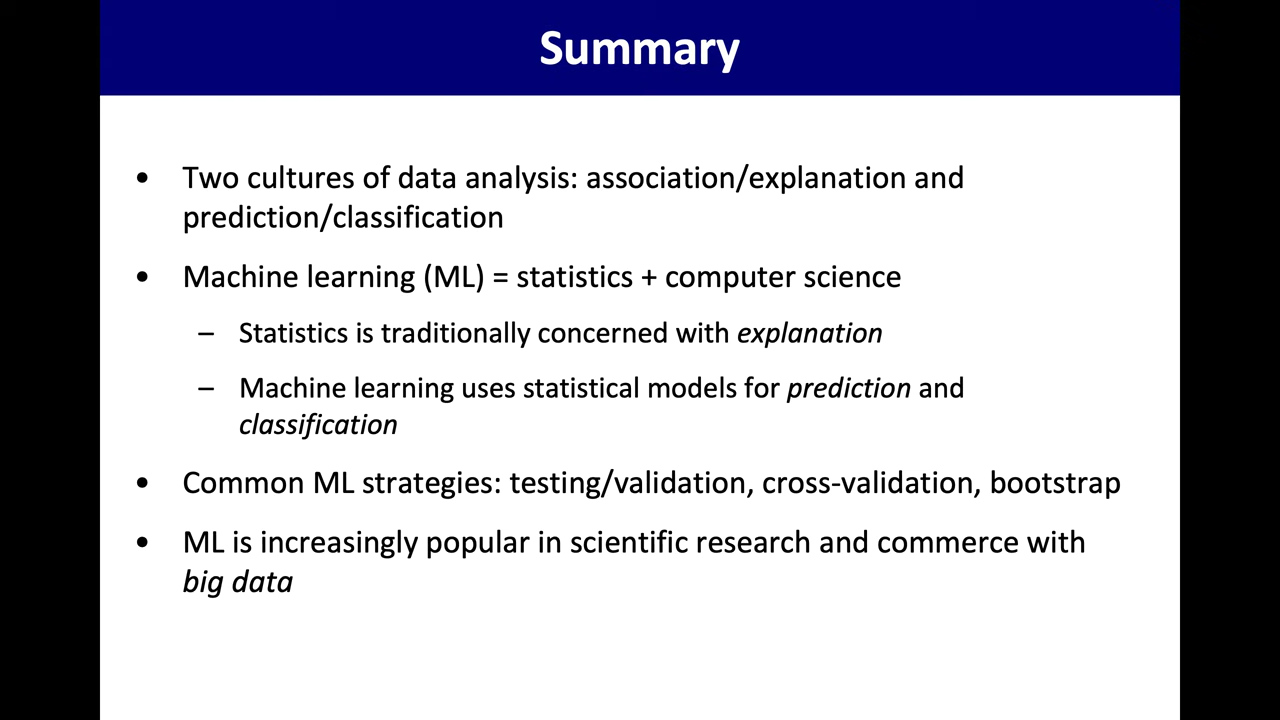 Summary
• Two cultures of data analysis: association/explanation and
prediction/classification
• Machine learning (ML) = statistics + computer science
– Statistics is traditionally concerned with explanation
– Machine learning uses statistical models for prediction and
classification
• Common ML strategies: testing/validation, cross-validation, bootstrap
• ML is increasingly popular in scientific research and commerce with
big data